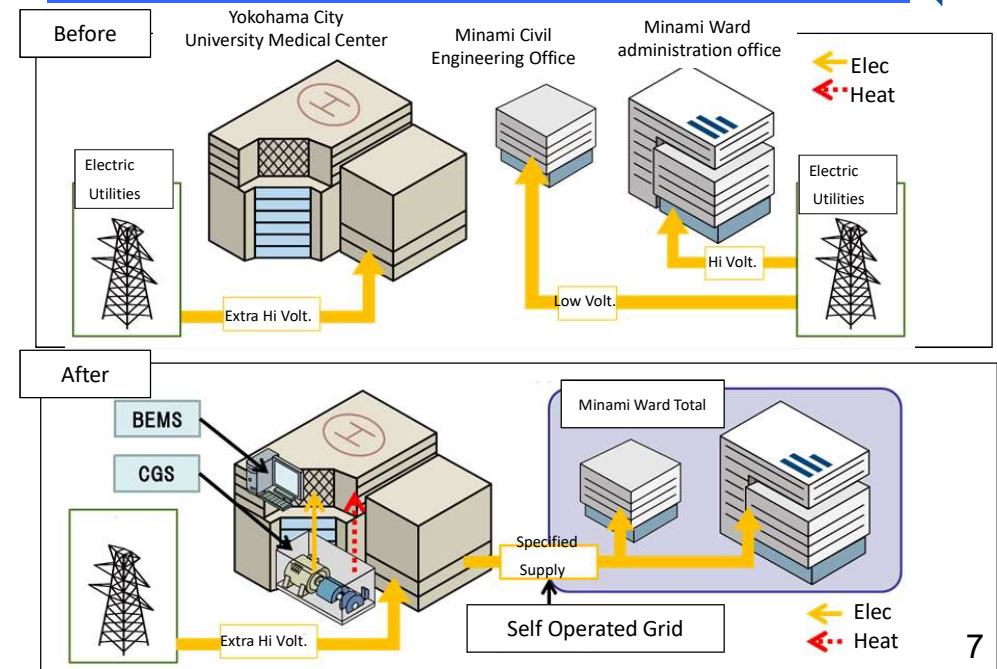 Before
Yokohama City
University Medical Center
Minami Civil
Engineering Office
Minami Ward
administration office
Elec
Heat
Electric
Utilities
Electric
Utilities
H
Extra Hi Volt.
Low Volt.
Hi Volt.
After
BEMS
CGS
H
Minami Ward Total
Specified
Supply
Extra Hi Volt.
Self Operated Grid
Elec
Heat
7